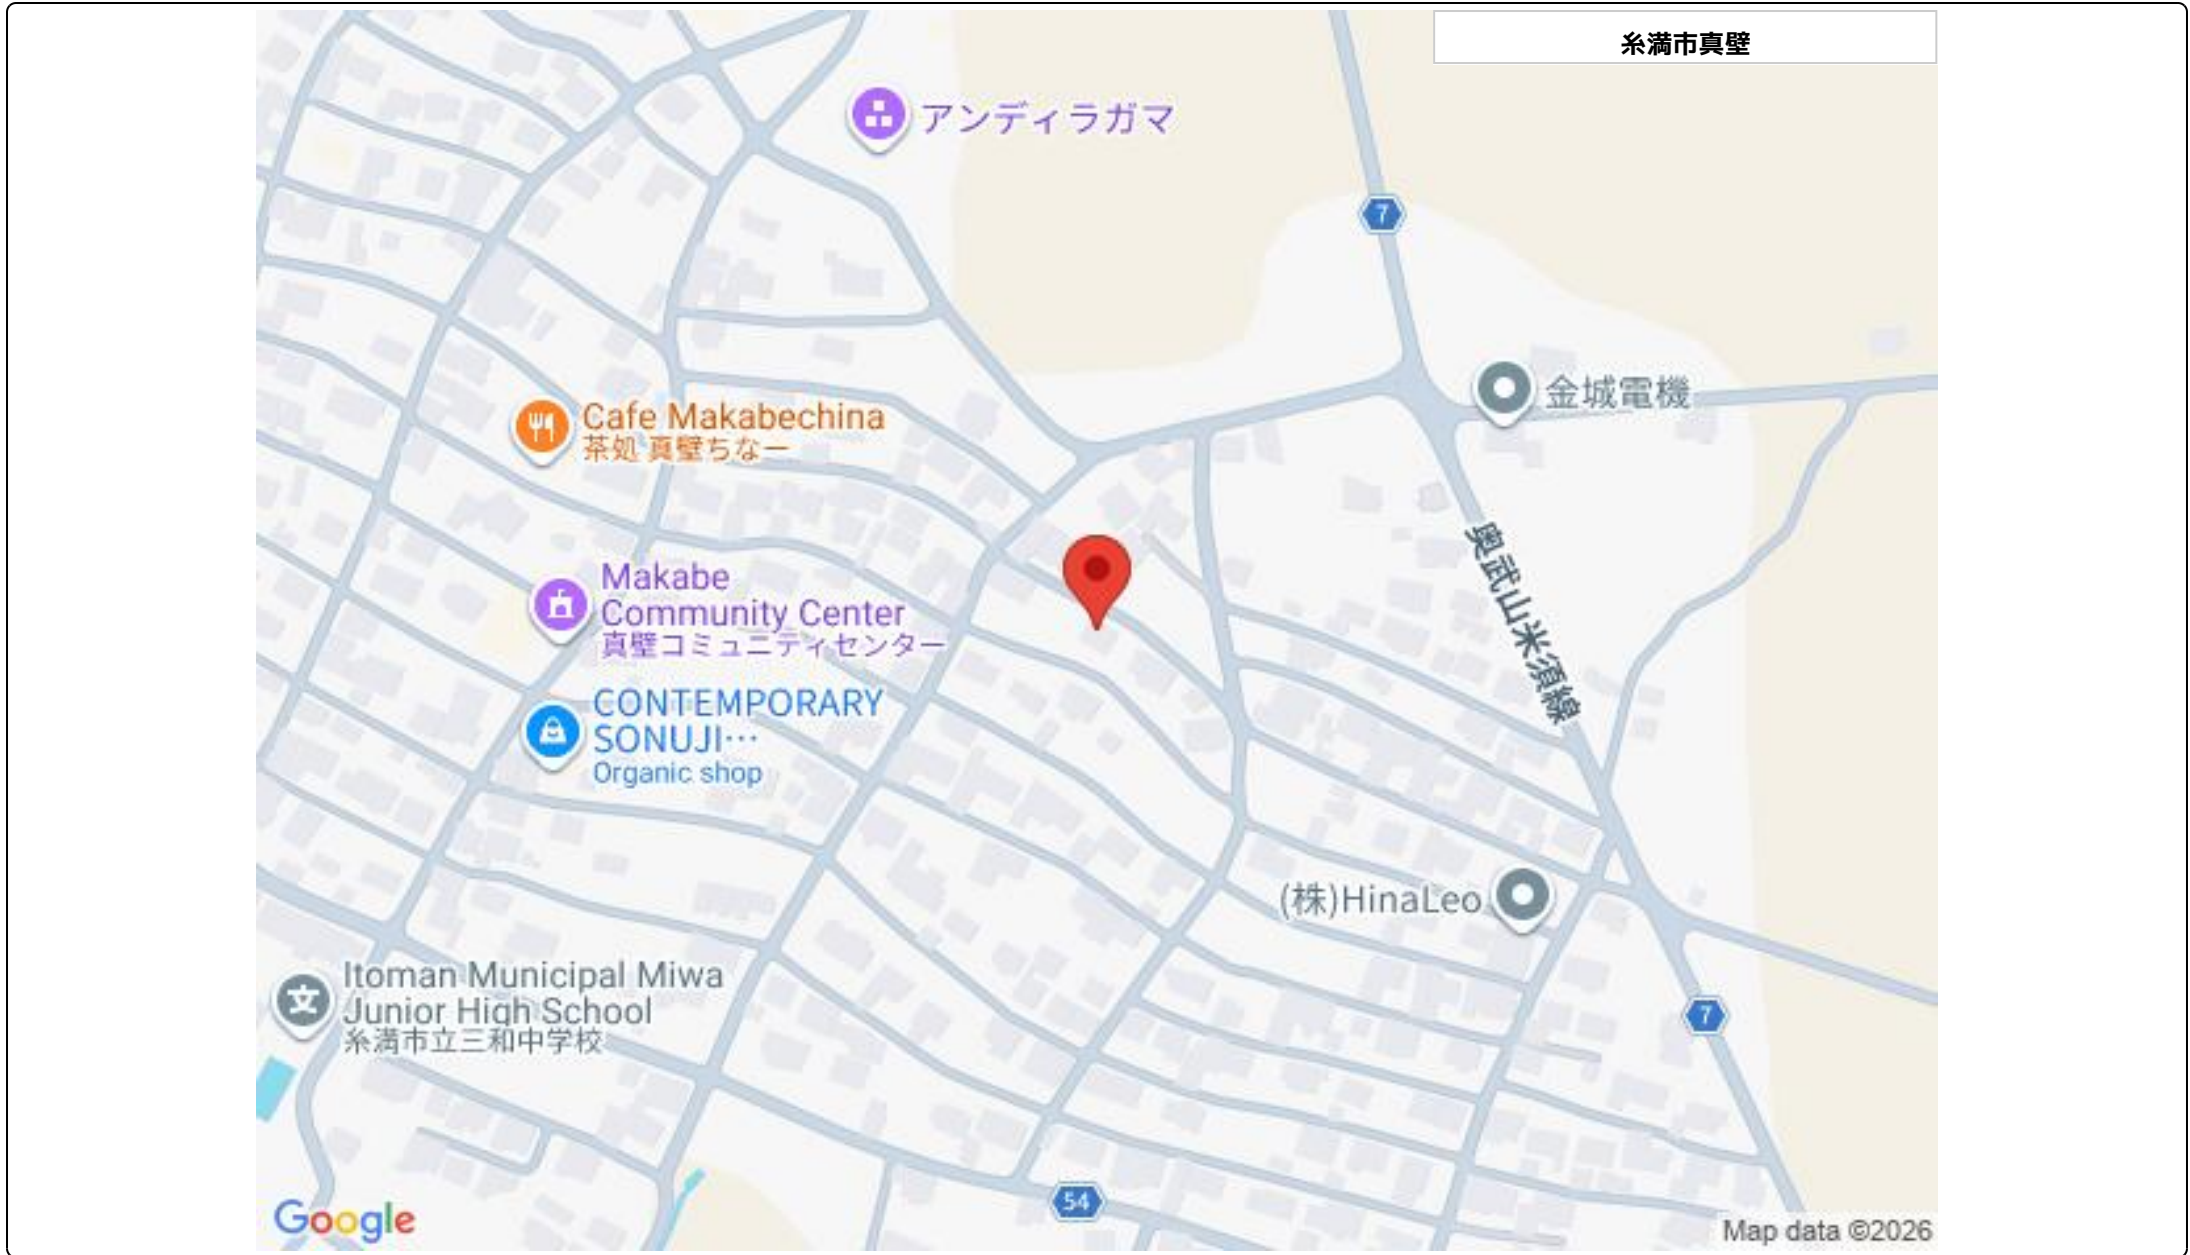 糸満市真壁
アンディラガマ
7
金城電機
Cafe Makabechina
茶処 真壁ちなー
奥武山米須線
Makabe
Community Center
真壁コミュニティセンター
CONTEMPORARY
SONUJI…
Organic shop
(株)HinaLeo
Itoman Municipal Miwa
Junior High School
糸満市立三和中学校
7
54
Google
Map data ©2026